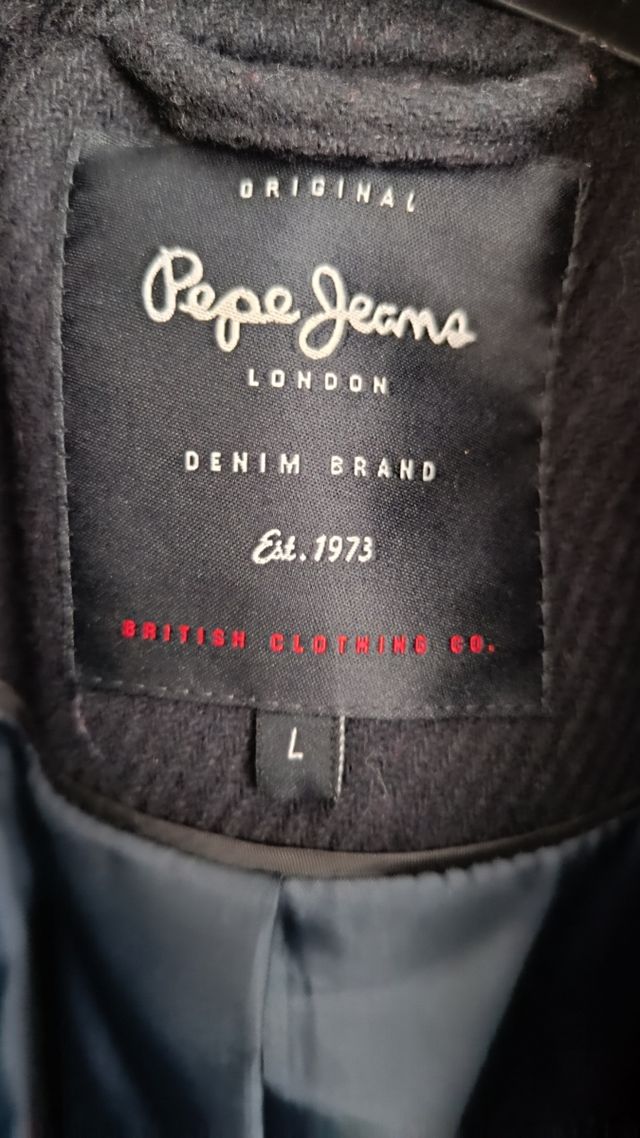 ORIGINAL
Pepe Jeans
LONDON
DENIM BRAND
Est. 1973
BRITISH CLOTHING CO.
L